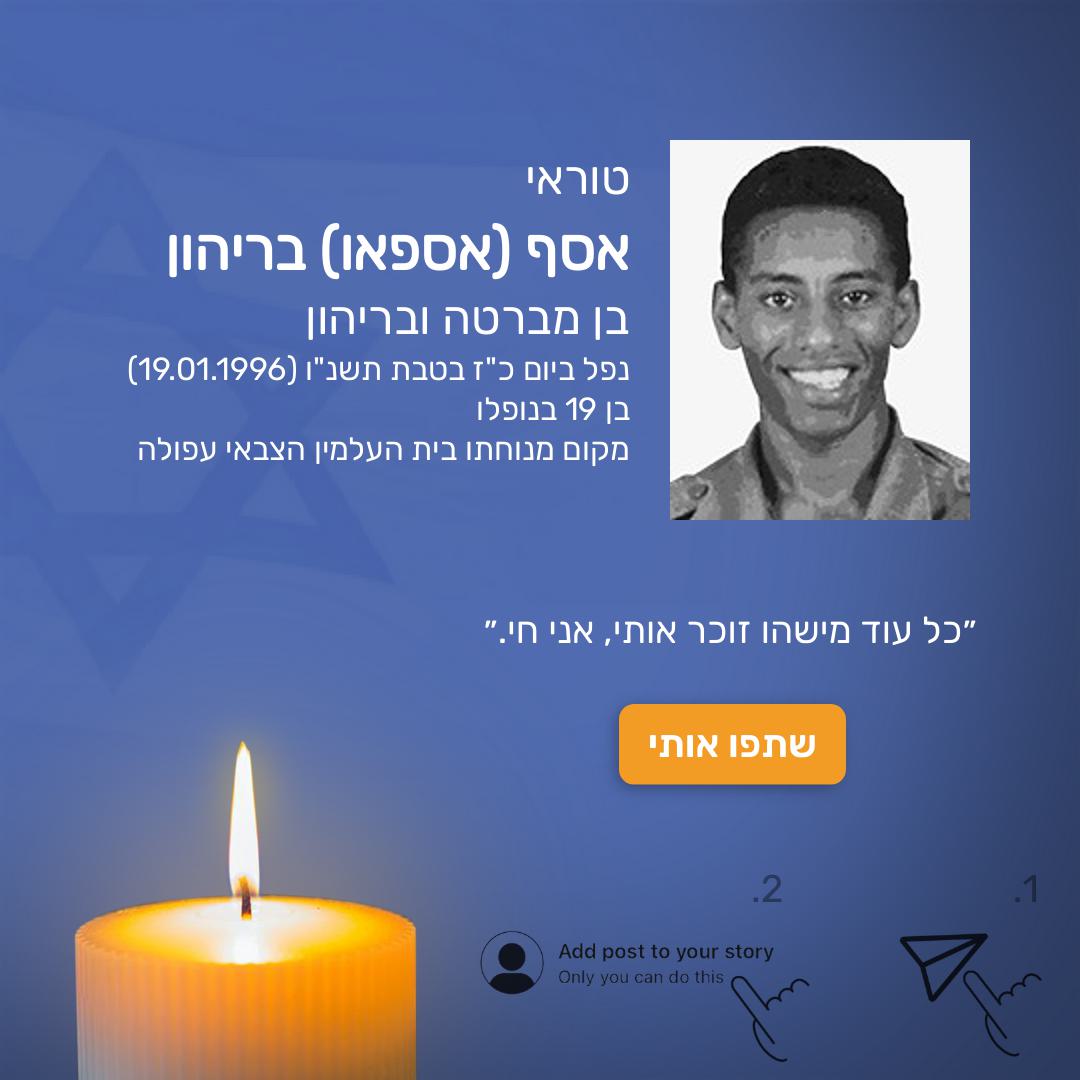 טוראי
אסף (אספאו) בריהון
בן מברטה ובריהון
נפל ביום כ"ז בטבת תשנ"ו (19.01.1996)
בן 19 בנופלו
מקום מנוחתו בית העלמין הצבאי עפולה
״כל עוד מישהו זוכר אותי, אני חי.״
שתפו אותי
.1
.2
Add post to your story
Only you can do this